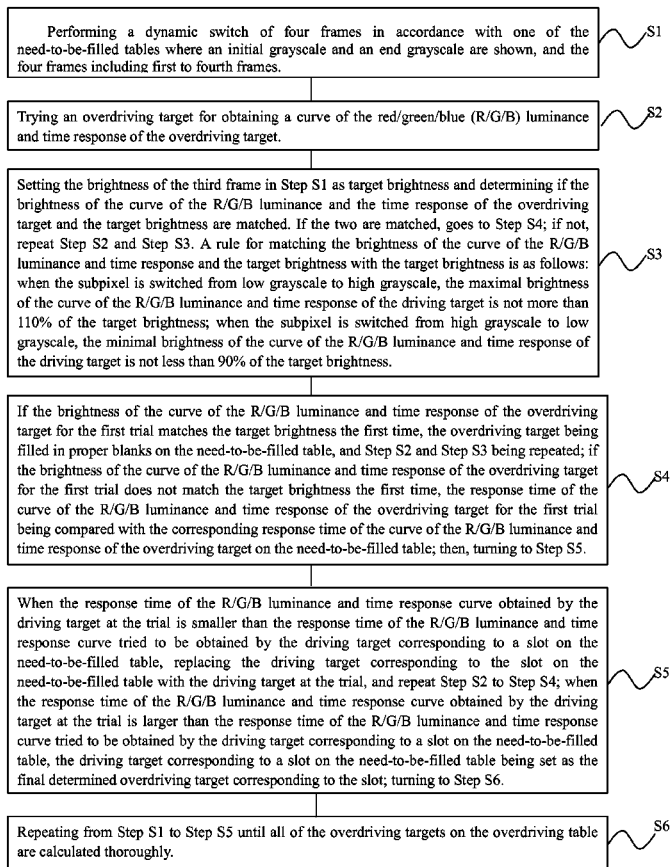 Performing a dynamic switch of four frames in accordance with one of the
need-to-be-filled tables where an initial grayscale and an end grayscale are shown, and the
four frames including first to fourth frames.
S1
Trying an overdriving target for obtaining a curve of the red/green/blue (R/G/B) luminance
and time response of the overdriving target.
S2
Setting the brightness of the third frame in Step S1 as target brightness and determining if the
brightness of the curve of the R/G/B luminance and the time response of the overdriving
target and the target brightness are matched. If the two are matched, goes to Step S4; if not,
repeat Step S2 and Step S3. A rule for matching the brightness of the curve of the R/G/B
luminance and time response and the target brightness with the target brightness is as follows:
when the subpixel is switched from low grayscale to high grayscale, the maximal brightness
of the curve of the R/G/B luminance and time response of the driving target is not more than
110% of the target brightness; when the subpixel is switched from high grayscale to low
grayscale, the minimal brightness of the curve of the R/G/B luminance and time response of
the driving target is not less than 90% of the target brightness.
S3
If the brightness of the curve of the R/G/B luminance and time response of the overdriving
target for the first trial matches the target brightness the first time, the overdriving target being
filled in proper blanks on the need-to-be-filled table, and Step S2 and Step S3 being repeated; if
the brightness of the curve of the R/G/B luminance and time response of the overdriving target
for the first trial does not match the target brightness the first time, the response time of the
curve of the R/G/B luminance and time response of the overdriving target for the first trial
being compared with the corresponding response time of the curve of the R/G/B luminance and
time response of the overdriving target on the need-to-be-filled table; then, turning to Step S5.
S4
When the response time of the R/G/B luminance and time response curve obtained by the
driving target at the trial is smaller than the response time of the R/G/B luminance and time
response curve tried to be obtained by the driving target corresponding to a slot on the
need-to-be-filled table, replacing the driving target corresponding to the slot on the
need-to-be-filled table with the driving target at the trial, and repeat Step S2 to Step S4; when
the response time of the R/G/B luminance and time response curve obtained by the driving
target at the trial is larger than the response time of the R/G/B luminance and time response
curve tried to be obtained by the driving target corresponding to a slot on the need-to-be-filled
table, the driving target corresponding to a slot on the need-to-be-filled table being set as the
final determined overdriving target corresponding to the slot; turning to Step S6.
S5
Repeating from Step S1 to Step S5 until all of the overdriving targets on the overdriving table
are calculated thoroughly.
S6